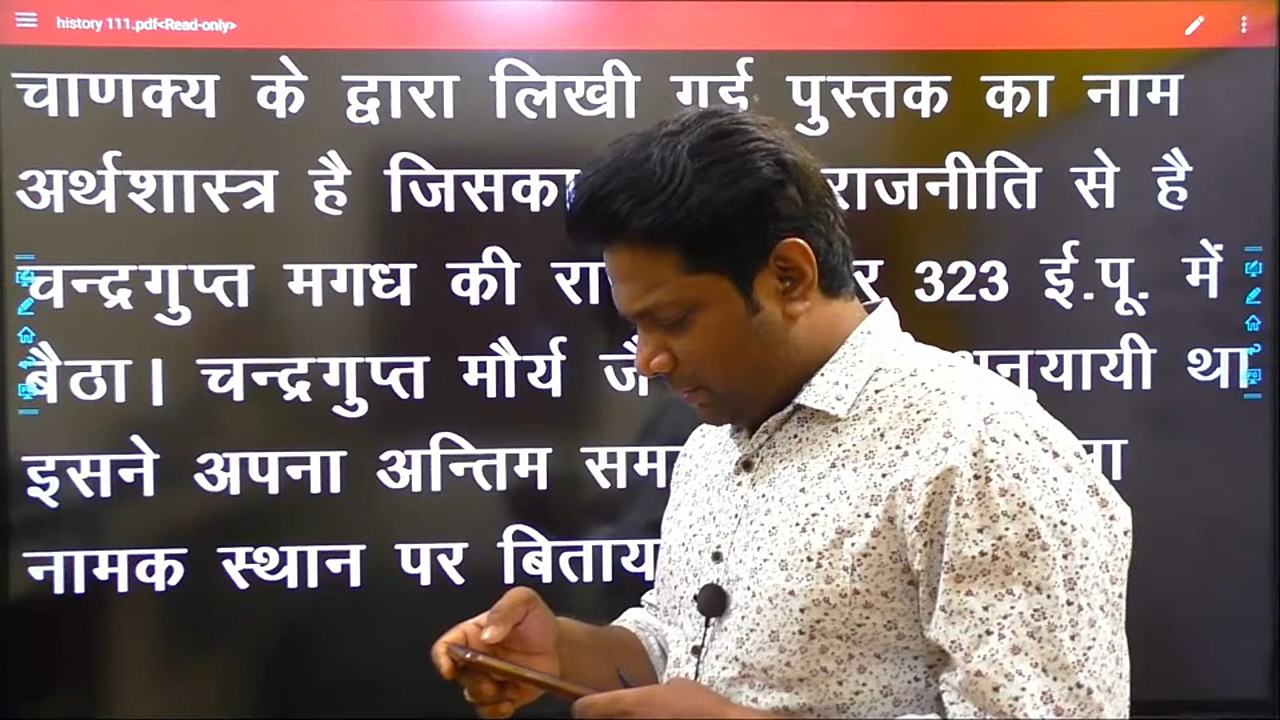 history 111.pdf<Read-only>
चाणक्य के द्वारा लिखी गई पुस्तक का नाम
अर्थशास्त्र है जिसका राजनीति से है
चन्द्रगुप्त मगध की 323 ई.पू. में
बैठा। चन्द्रगुप्त मौर्य अनुयायी था
इसने अपना अन्तिम
नामक स्थान पर